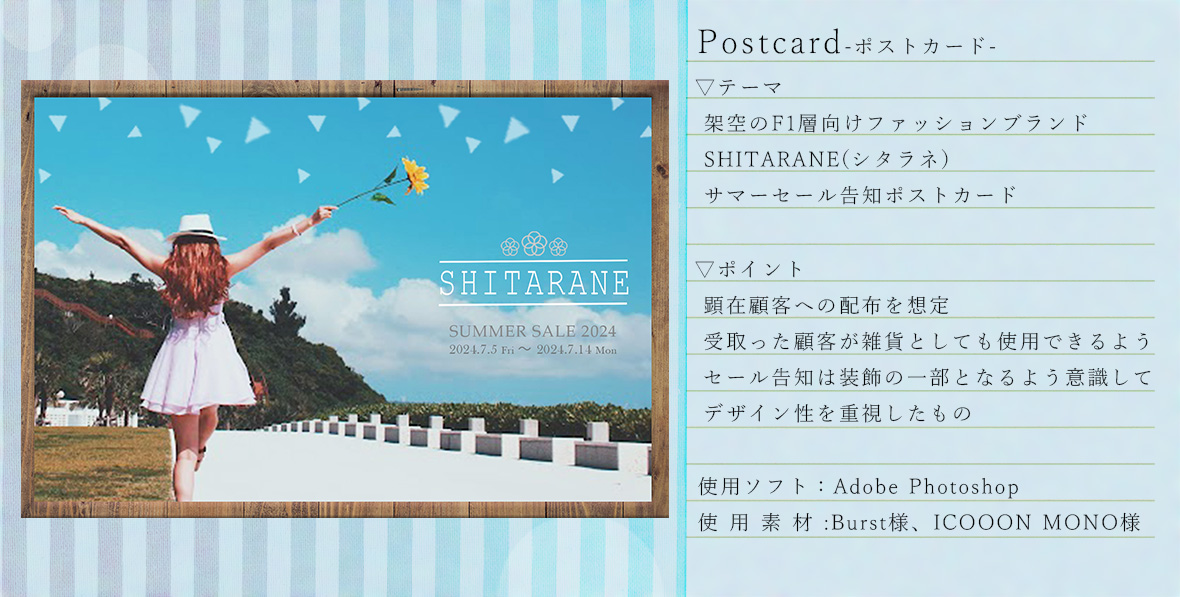 SHITARANE
SUMMER SALE 2024
2024.7.5 Fri ～ 2024.7.14 Mon
Postcard-ポストカード-
▽テーマ
架空のF1層向けファッションブランド
SHITARANE(シタラネ)
サマーセール告知ポストカード
▽ポイント
顕在顧客への配布を想定
受取った顧客が雑貨としても使用できるよう
セール告知は装飾の一部となるよう意識して
デザイン性を重視したもの
使用ソフト：Adobe Photoshop
使用素材:Burst様、ICOOON MONO様